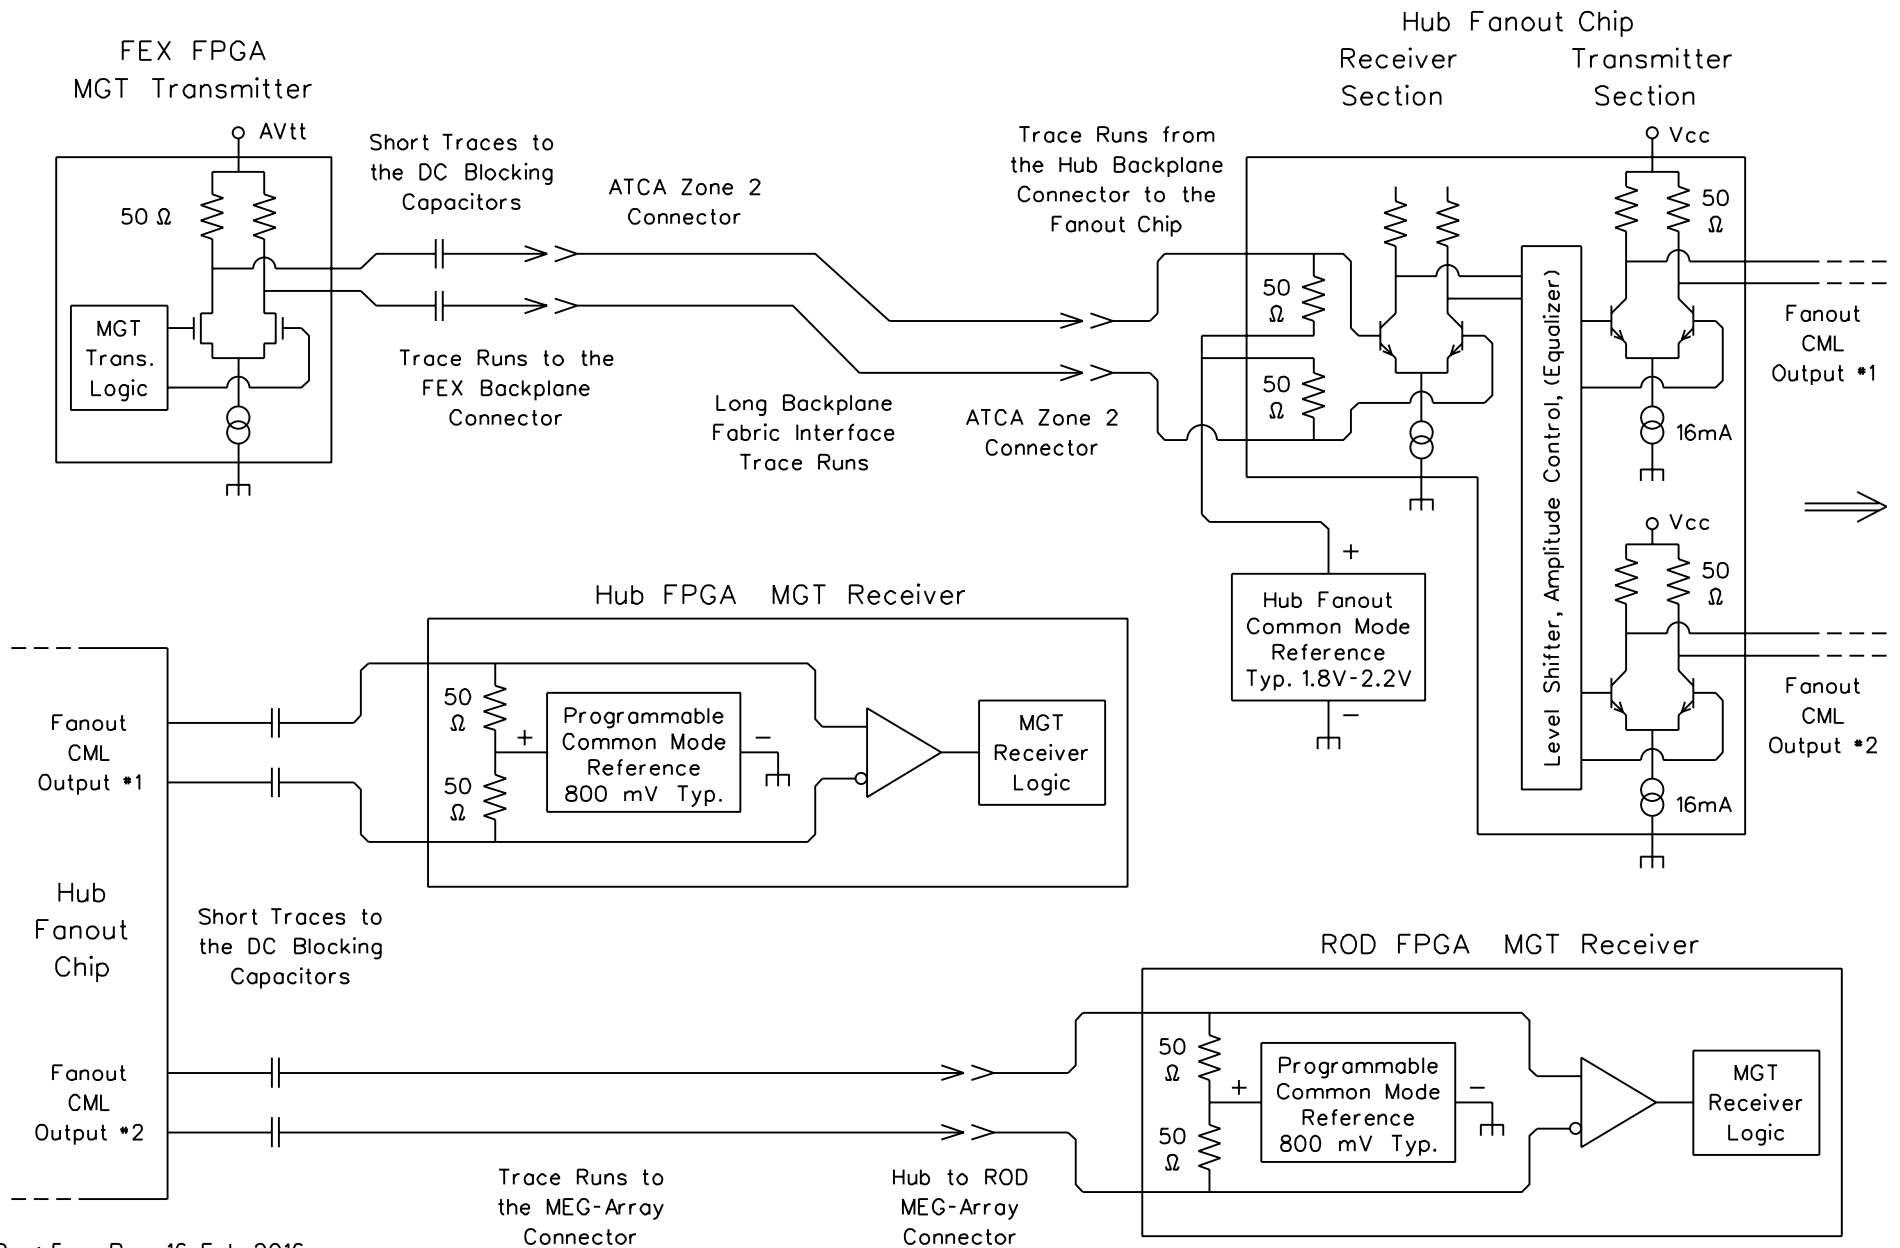 FEX FPGA
MGT Transmitter
AVtt
50 Ω
MGT
Trans.
Logic
Short Traces to
the DC Blocking
Capacitors
ATCA Zone 2
Connector
Trace Runs to the
FEX Backplane
Connector
Long Backplane
Fabric Interface
Trace Runs
ATCA Zone 2
Connector
Trace Runs from
the Hub Backplane
Connector to the
Fanout Chip
Hub Fanout Chip
Receiver
Section
Transmitter
Section
Vcc
50
Ω
50
Ω
50
Ω
Level Shifter, Amplitude Control, (Equalizer)
16mA
Fanout
CML
Output #1
Vcc
50
Ω
16mA
Fanout
CML
Output #2
+
Hub Fanout
Common Mode
Reference
Typ. 1.8V-2.2V
−
Hub FPGA MGT Receiver
50
Ω
50
Ω
+
Programmable
Common Mode
Reference
800 mV Typ.
−
MGT
Receiver
Logic
Fanout
CML
Output #1
Hub
Fanout
Chip
Short Traces to
the DC Blocking
Capacitors
Fanout
CML
Output #2
Trace Runs to
the MEG-Array
Connector
Hub to ROD
MEG-Array
Connector
ROD FPGA MGT Receiver
50
Ω
50
Ω
+
Programmable
Common Mode
Reference
800 mV Typ.
−
MGT
Receiver
Logic